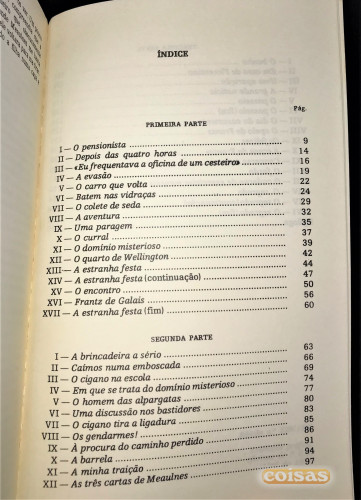 ÍNDICE
Pág.
PRIMEIRA PARTE
I — O pensionista 9
II — Depois das quatro horas 14
III — «Eu frequentava a oficina de um cesteiro» 16
IV — A evasão 19
V — O carro que volta 22
VI — Batem nas vidraças 24
VII — O colete de seda 29
VIII — A aventura 32
IX — Uma paragem 35
X — O curral 37
XI — O domínio misterioso 39
XII — O quarto de Wellington 42
XIII — A estranha festa 44
XIV — A estranha festa (continuação) 47
XV — O encontro 50
XVI — Frantz de Galais 56
XVII — A estranha festa (fim) 60
SEGUNDA PARTE
I — A brincadeira a sério 63
II — Caímos numa emboscada 66
III — O cigano na escola 69
IV — Em que se trata do domínio misterioso 74
V — O homem das alpargatas 77
VI — Uma discussão nos bastidores 80
VII — O cigano tira a ligadura 83
VIII — Os gendarmes! 85
IX — À procura do caminho perdido 86
X — A barrela 91
XI — A minha traição 94
XII — As três cartas de Meaulnes 97
coisas